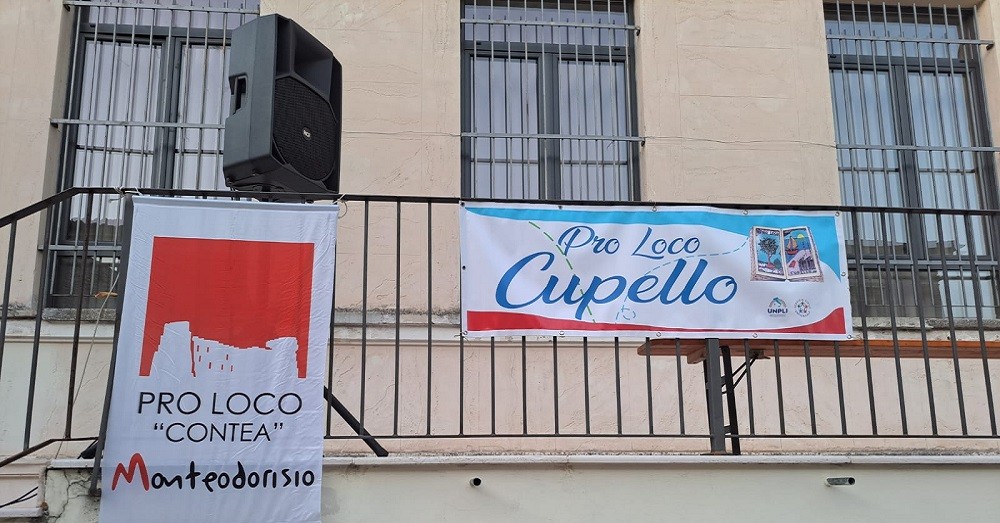 PRO LOCO
"CONTEA"
Monteodorisio
Pro Loco
Cupello
UNPLI